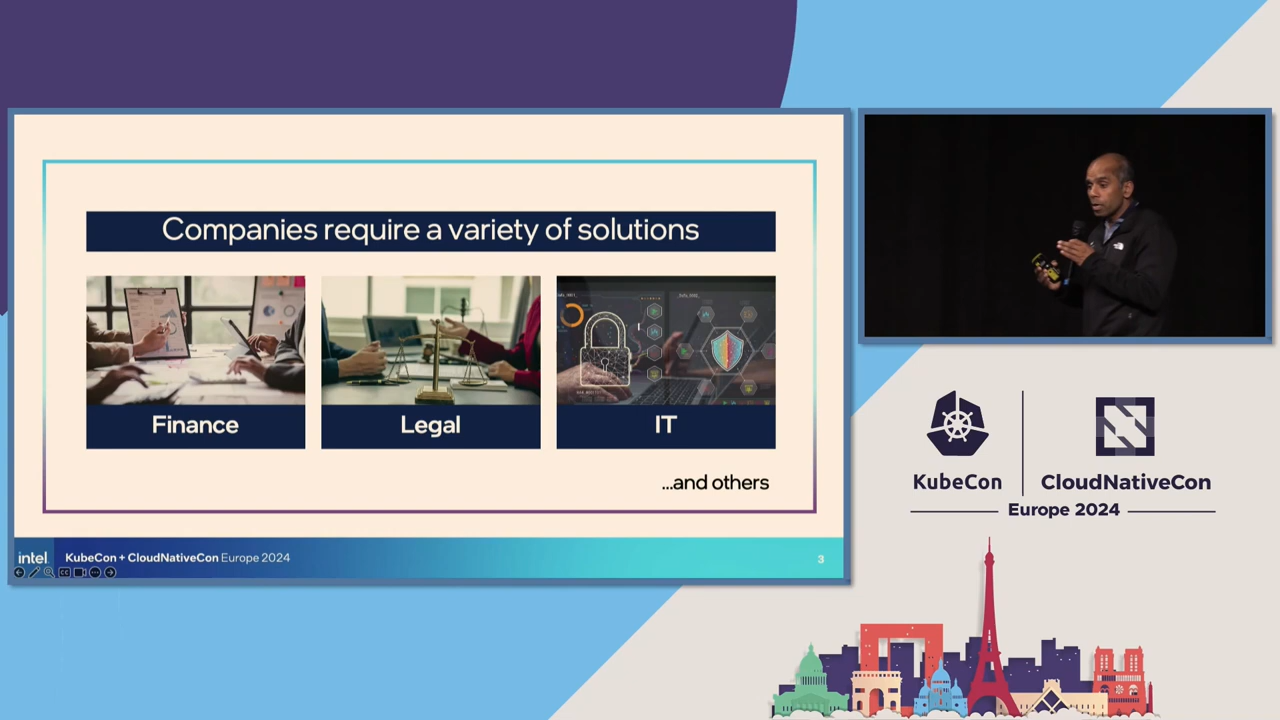 Companies require a variety of solutions
Finance
Legal
IT
...and others
intel
KubeCon + CloudNativeCon Europe 2024
3
KubeCon
CloudNativeCon
Europe 2024